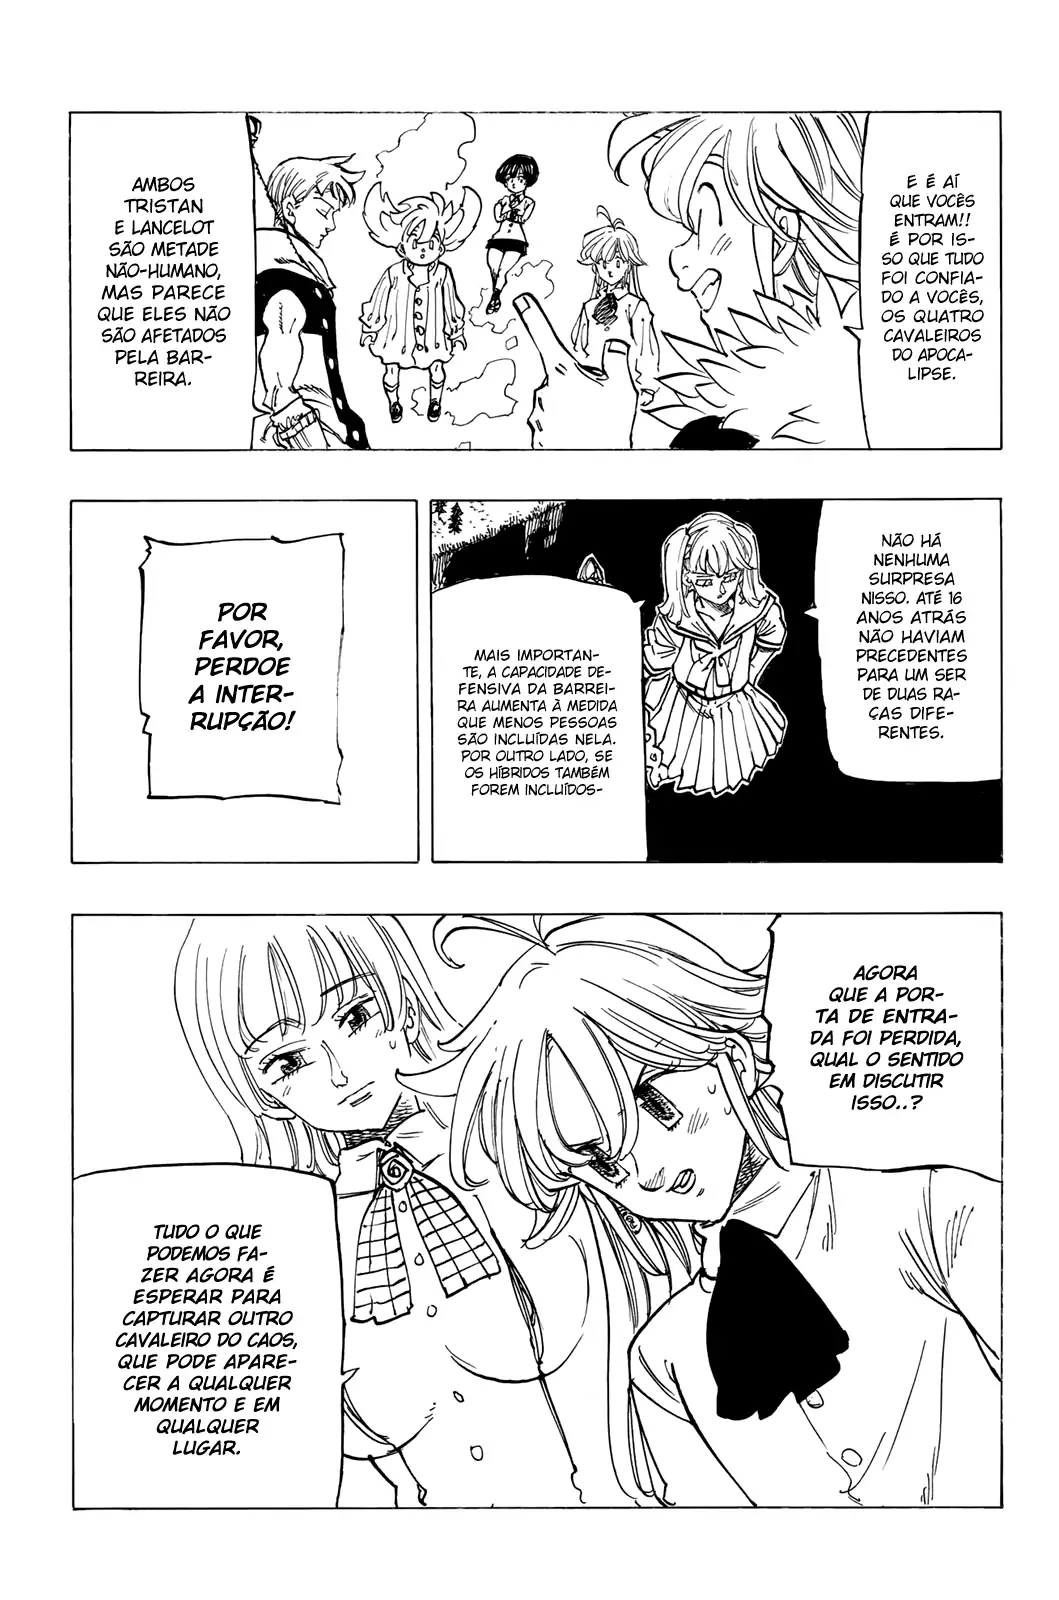 E É AÍ
QUE VOCÊS
ENTRAM!!
É POR IS-
SO QUE TUDO
FOI CONFIA-
DO A VOCÊS,
OS QUATRO
CAVALEIROS
DO APOCA-
LIPSE.
AMBOS
TRISTAN
E LANCELOT
SÃO METADE
NÃO-HUMANO,
MAS PARECE
QUE ELES NÃO
SÃO AFETADOS
PELA BAR-
REIRA.
NÃO HÁ
NENHUMA
SURPRESA
NISSO. ATÉ 16
ANOS ATRÁS
NÃO HAVIAM
PRECEDENTES
PARA UM SER
DE DUAS RA-
ÇAS DIFE-
RENTES.
MAIS IMPORTAN-
TE, A CAPACIDADE DE-
FENSIVA DA BARREI-
RA AUMENTA À MEDIDA
QUE MENOS PESSOAS
SÃO INCLUÍDAS NELA.
POR OUTRO LADO, SE
OS HÍBRIDOS TAMBÉM
FOREM INCLUÍDOS-
POR
FAVOR,
PERDOE
A INTER-
RUPÇÃO!
AGORA
QUE A POR-
TA DE ENTRA-
DA FOI PERDIDA,
QUAL O SENTIDO
EM DISCUTIR
ISSO..?
TUDO O QUE
PODEMOS FA-
ZER AGORA É
ESPERAR PARA
CAPTURAR OUTRO
CAVALEIRO DO CAOS,
QUE PODE APARE-
CER A QUALQUER
MOMENTO E EM
QUALQUER
LUGAR.